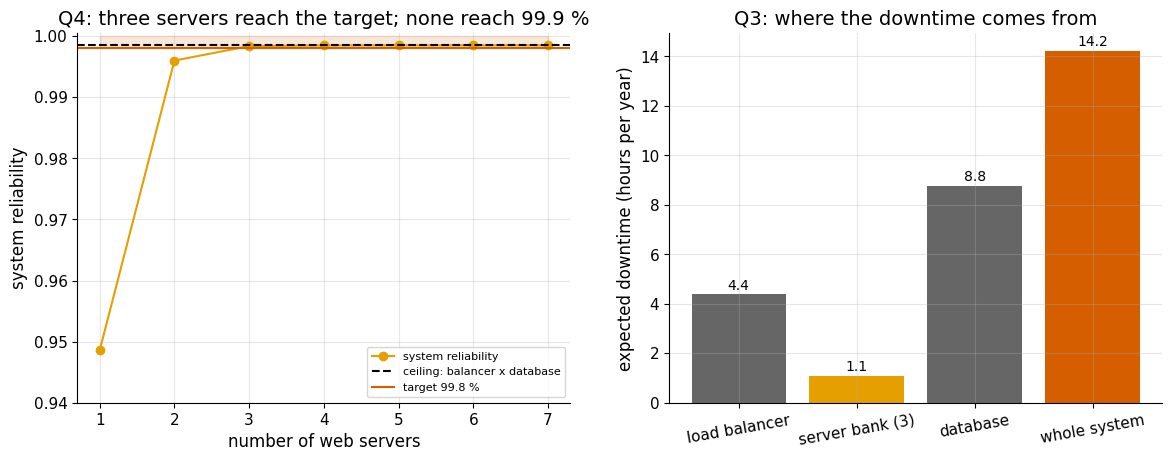 Q4: three servers reach the target; none reach 99.9 %
1.00
0.99
0.98
0.97
0.96
0.95
0.94
system reliability
1 2 3 4 5 6 7
number of web servers
system reliability
ceiling: balancer x database
target 99.8 %
Q3: where the downtime comes from
14
12
10
8
6
4
2
0
expected downtime (hours per year)
4.4
1.1
8.8
14.2
load balancer
server bank (3)
database
whole system